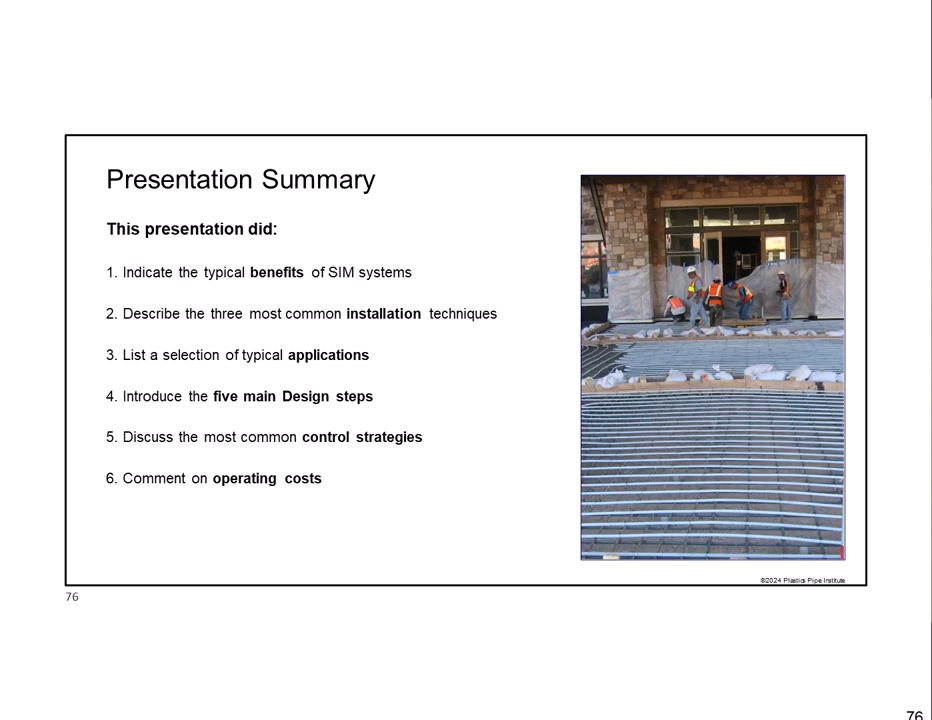 Presentation Summary
This presentation did:
1. Indicate the typical benefits of SIM systems
2. Describe the three most common installation techniques
3. List a selection of typical applications
4. Introduce the five main Design steps
5. Discuss the most common control strategies
6. Comment on operating costs
©2024 Plastics Pipe Institute
76
76